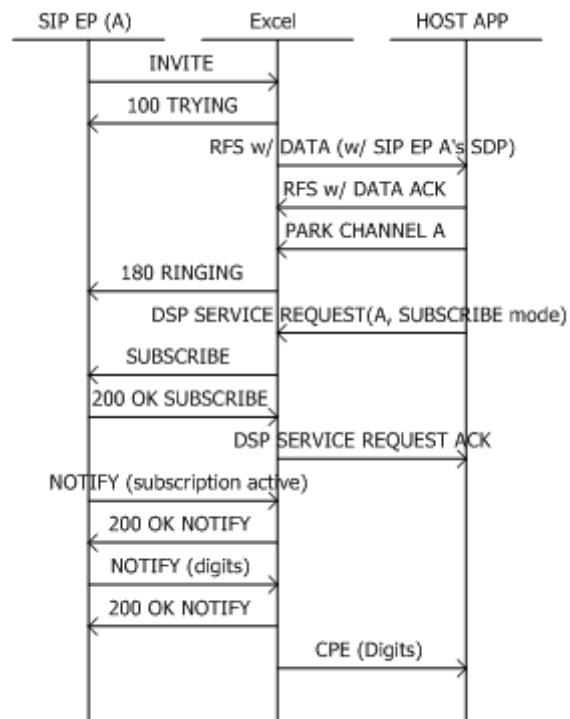 SIP EP (A) Excel HOST APP
INVITE
100 TRYING
RFS w/ DATA (w/ SIP EP A's SDP)
RFS w/ DATA ACK
PARK CHANNEL A
180 RINGING
DSP SERVICE REQUEST(A, SUBSCRIBE mode)
SUBSCRIBE
200 OK SUBSCRIBE
DSP SERVICE REQUEST ACK
NOTIFY (subscription active)
200 OK NOTIFY
NOTIFY (digits)
200 OK NOTIFY
CPE (Digits)